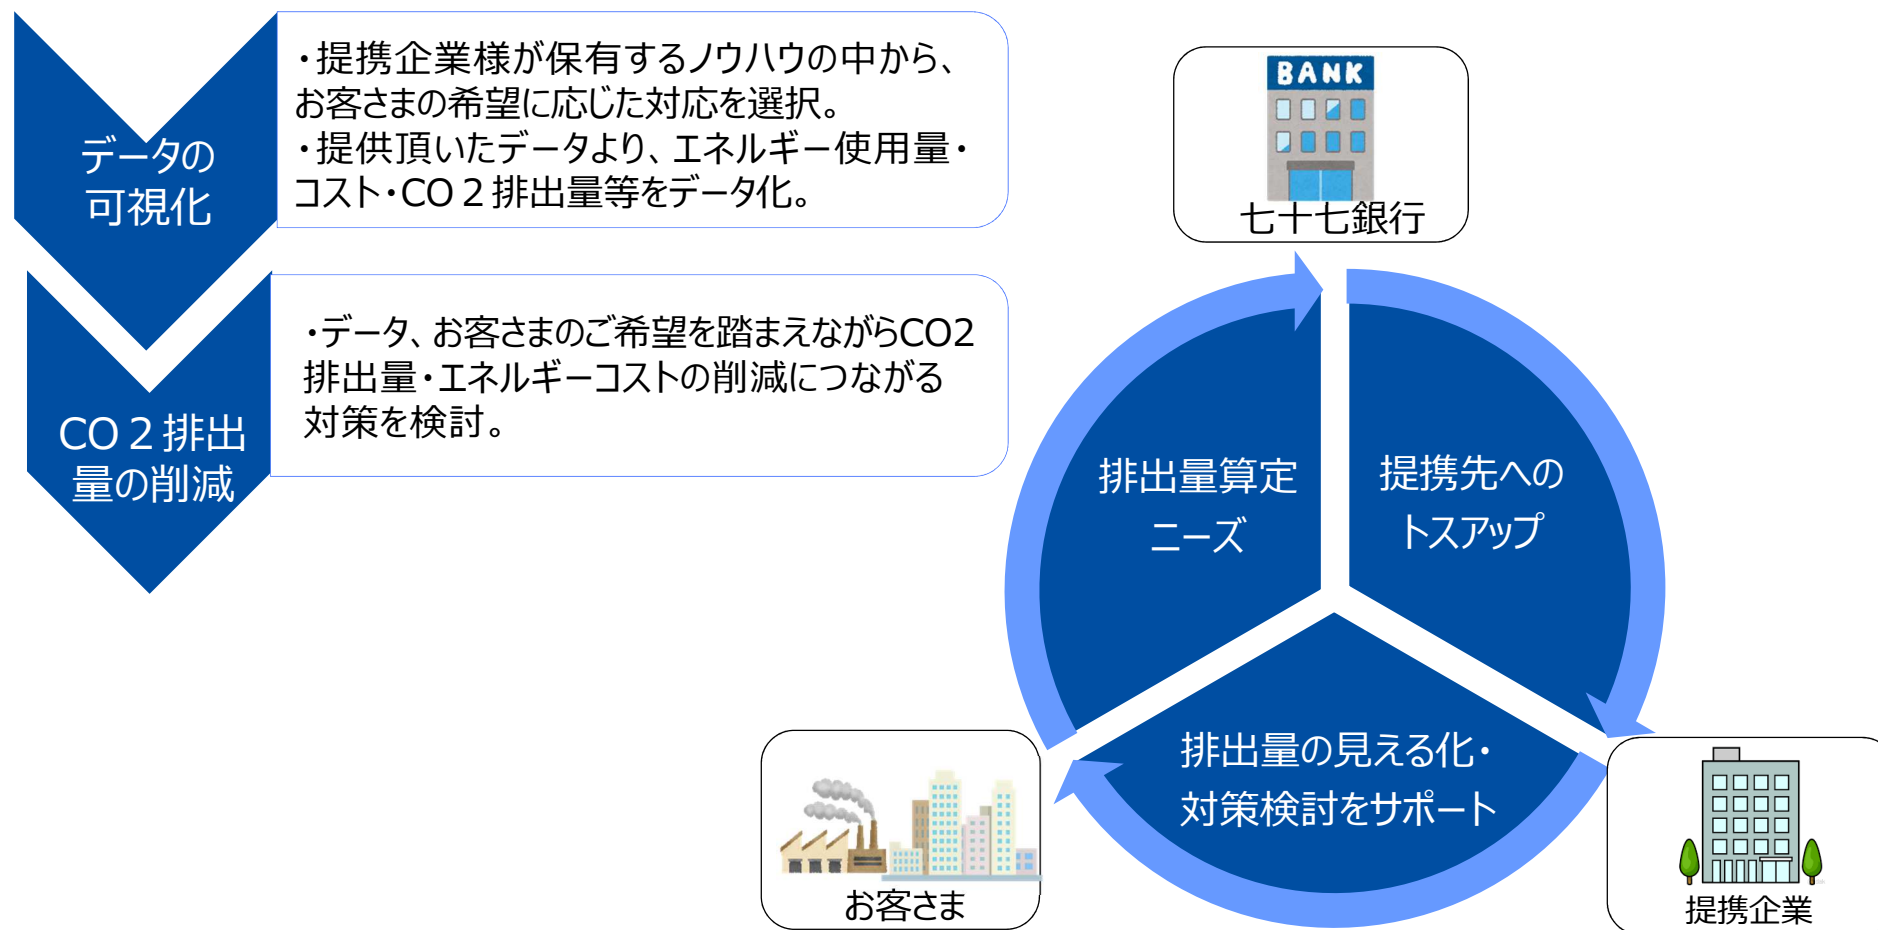 データの
可視化
・提携企業様が保有するノウハウの中から、
お客さまの希望に応じた対応を選択。
・提供頂いたデータより、エネルギー使用量・
コスト・CO２排出量等をデータ化。
CO２排出
量の削減
・データ、お客さまのご希望を踏まえながらCO2
排出量・エネルギーコストの削減につながる
対策を検討。
BANK
七十七銀行
排出量算定
ニーズ
提携先への
トスアップ
排出量の見える化・
対策検討をサポート
お客さま
提携企業